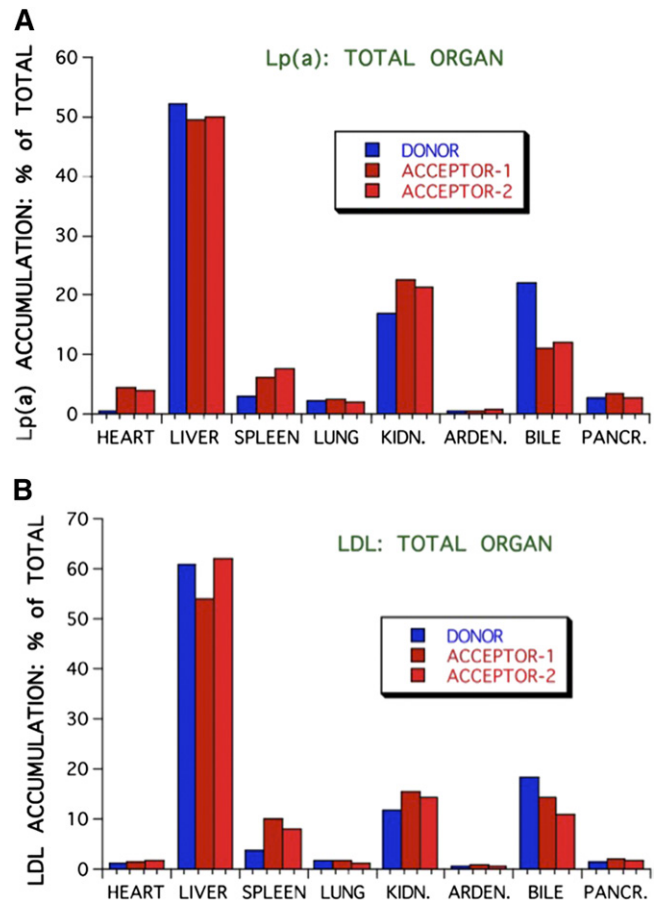 A
Lp(a): TOTAL ORGAN
Lp(a) ACCUMULATION: % of TOTAL
60
50
40
30
20
10
0
DONOR
ACCEPTOR-1
ACCEPTOR-2
HEART LIVER SPLEEN LUNG KIDN. ARDEN. BILE PANCR.
B
LDL: TOTAL ORGAN
LDL ACCUMULATION: % of TOTAL
70
60
50
40
30
20
10
0
DONOR
ACCEPTOR-1
ACCEPTOR-2
HEART LIVER SPLEEN LUNG KIDN. ARDEN. BILE PANCR.